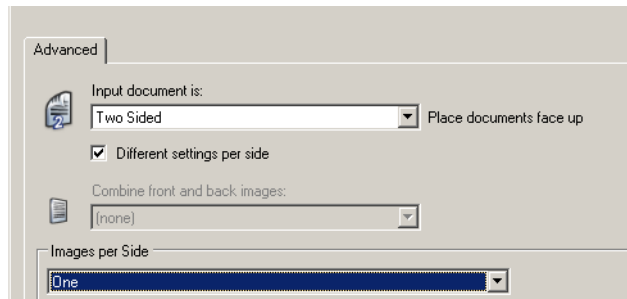 Advanced
Input document is:
Two Sided Place documents face up
Different settings per side
Combine front and back images:
(none)
Images per Side
One